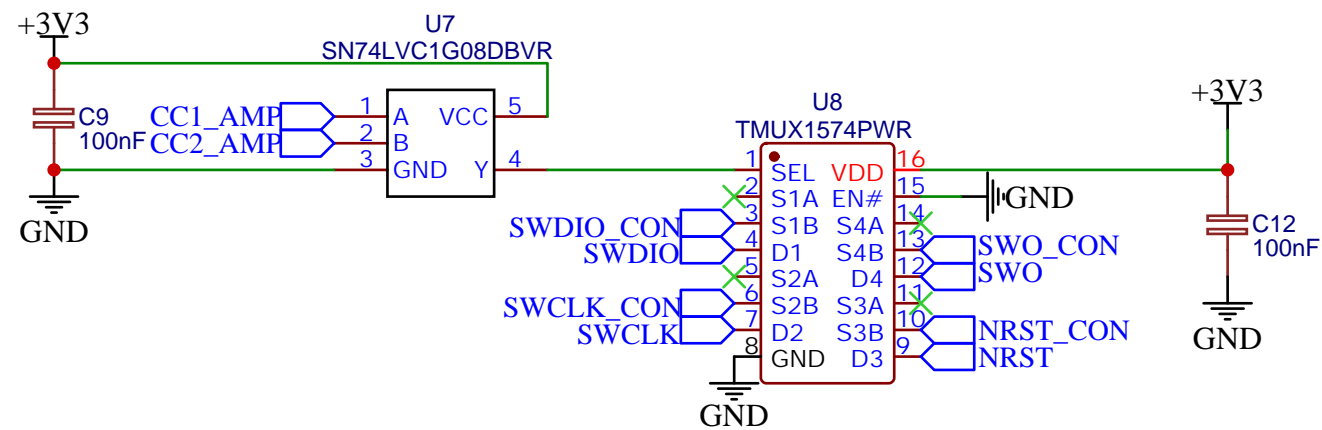 +3V3
U7
SN74LVC1G08DBVR
C9
100nF
CC1_AMP
CC2_AMP
1 A VCC 5
2 B
3 GND Y 4
GND
U8
TMUX1574PWR
+3V3
1 SEL VDD 16
2 S1A EN# 15 GND
SWDIO_CON 3 S1B S4A 14
SWDIO 4 D1 S4B 13 SWO_CON
5 S2A D4 12 SWO
SWCLK_CON 6 S2B S3A 11
SWCLK 7 D2 S3B 10 NRST_CON
8 GND D3 9 NRST
GND
C12
100nF
GND